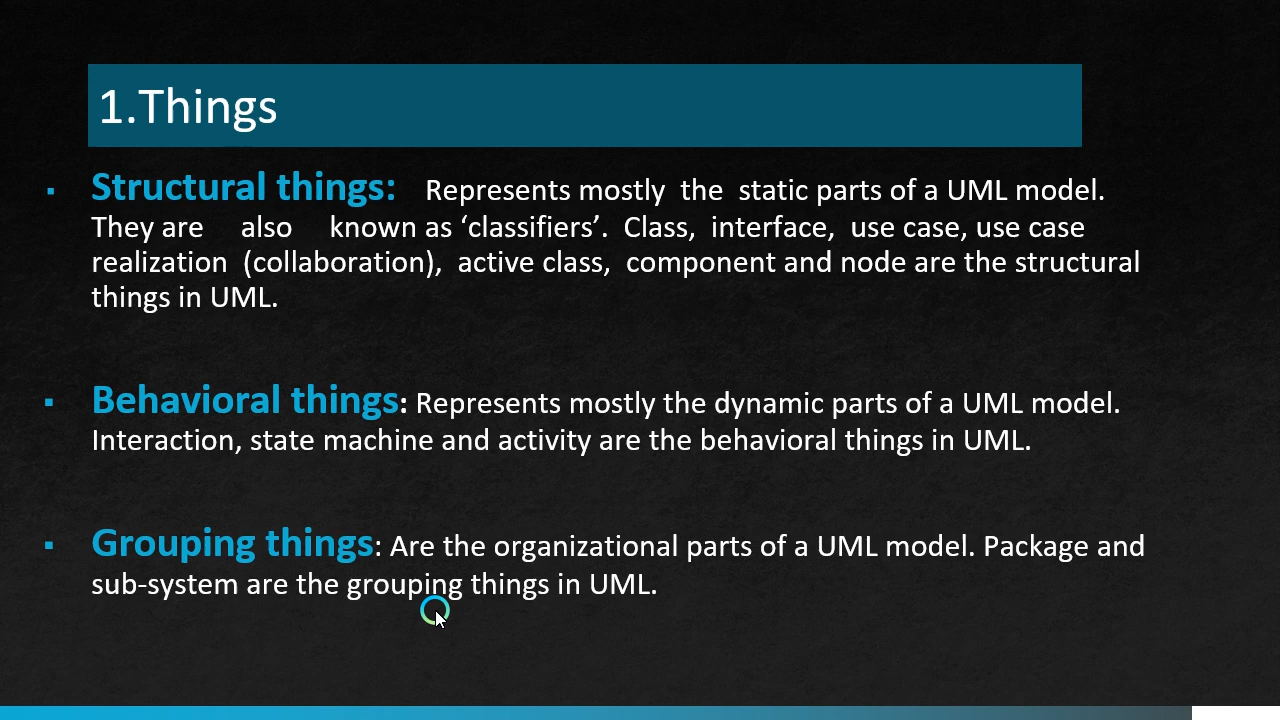 1.Things
▪ Structural things: Represents mostly the static parts of a UML model.
They are also known as ‘classifiers’. Class, interface, use case, use case
realization (collaboration), active class, component and node are the structural
things in UML.
▪ Behavioral things: Represents mostly the dynamic parts of a UML model.
Interaction, state machine and activity are the behavioral things in UML.
▪ Grouping things: Are the organizational parts of a UML model. Package and
sub-system are the grouping things in UML.